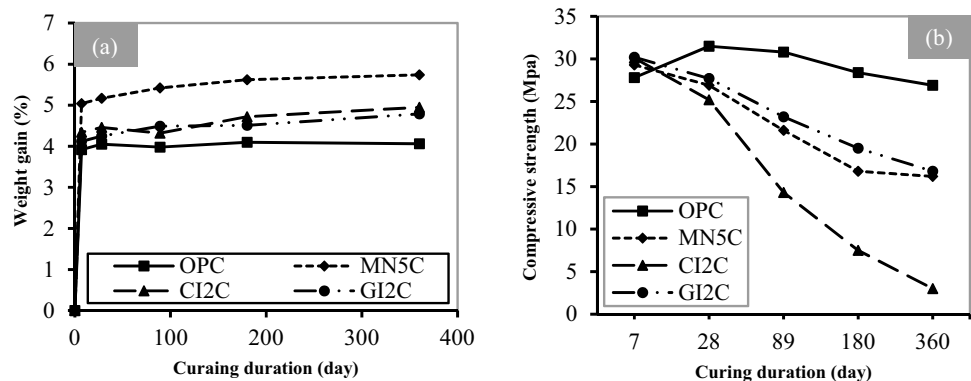 (a)
Weight gain (%)
7
6
5
4
3
2
1
0
OPC
MN5C
CI2C
GI2C
0
100
200
300
400
Curaing duration (day)
(b)
Compressive strength (Mpa)
35
30
25
20
15
10
5
0
OPC
MN5C
CI2C
GI2C
7
28
89
180
360
Curing duration (day)